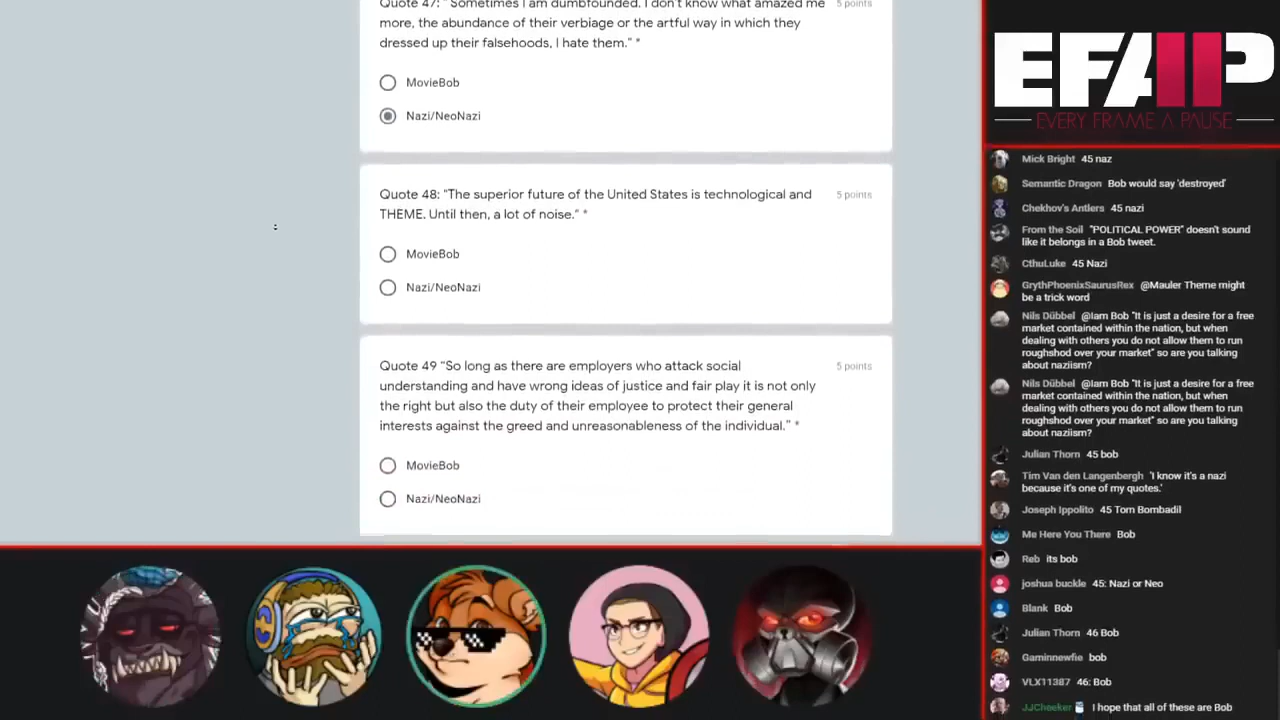 Quote 47: "Sometimes I am dumbfounded. I don't know what amazed me
5 points
more, the abundance of their verbiage or the artful way in which they
dressed up their falsehoods, I hate them." *
MovieBob
Nazi/NeoNazi
Quote 48: "The superior future of the United States is technological and
5 points
THEME. Until then, a lot of noise." *
MovieBob
Nazi/NeoNazi
Quote 49 "So long as there are employers who attack social
5 points
understanding and have wrong ideas of justice and fair play it is not only
the right but also the duty of their employee to protect their general
interests against the greed and unreasonableness of the individual." *
MovieBob
Nazi/NeoNazi
EFAP
EVERY FRAME A PAUSE
Mick Bright 45 naz
Semantic Dragon Bob would say 'destroyed'
Chekhov's Antlers 45 nazi
From the Soil "POLITICAL POWER" doesn't sound
like it belongs in a Bob tweet.
CthuLuke 45 Nazi
GrythPhoenixSaurusRex @Mauler Theme might
be a trick word
Nils Dübbel @Iam Bob "It is just a desire for a free
market contained within the nation, but when
dealing with others you do not allow them to run
roughshod over your market" so are you talking
about naziism?
Nils Dübbel @Iam Bob "It is just a desire for a free
market contained within the nation, but when
dealing with others you do not allow them to run
roughshod over your market" so are you talking
about naziism?
Julian Thorn 45 bob
Tim Van den Langenbergh 'I know it's a nazi
because it's one of my quotes.'
Joseph Ippolito 45 Tom Bombadil
Me Here You There Bob
Reb its bob
joshua buckle 45: Nazi or Neo
Blank Bob
Julian Thorn 46 Bob
Gaminnewfie bob
VLX11387 46: Bob
JJCheeker I hope that all of these are Bob